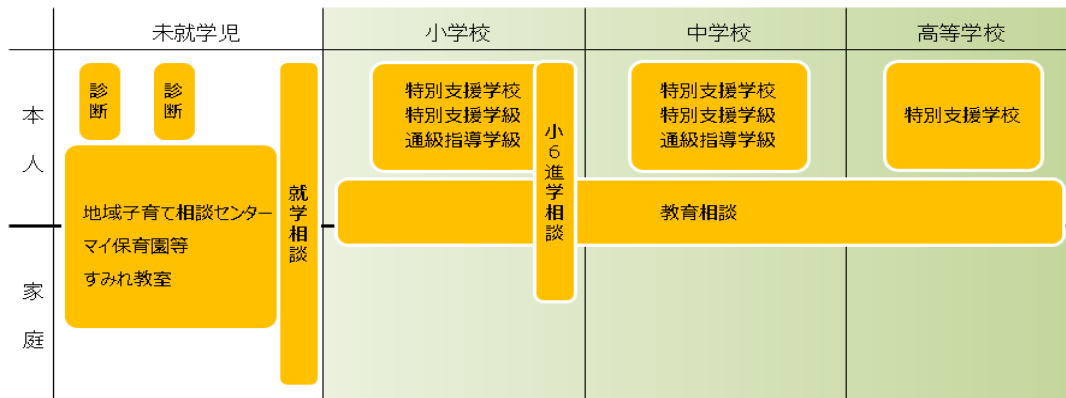 未就学児
小学校
中学校
高等学校
本人
診断
診断
地域子育て相談センター
マイ保育園等
すみれ教室
就学相談
特別支援学校
特別支援学級
通級指導学級
小6進学相談
特別支援学校
特別支援学級
通級指導学級
特別支援学校
教育相談
家庭